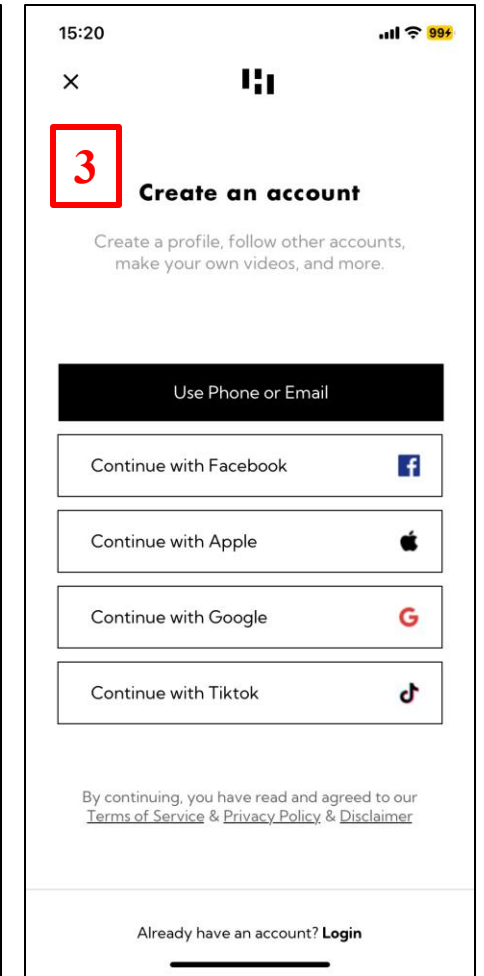 15:20
99+
3
Create an account
Create a profile, follow other accounts,
make your own videos, and more.
Use Phone or Email
Continue with Facebook
Continue with Apple
Continue with Google
Continue with Tiktok
By continuing, you have read and agreed to our
Terms of Service & Privacy Policy & Disclaimer
Already have an account? Login